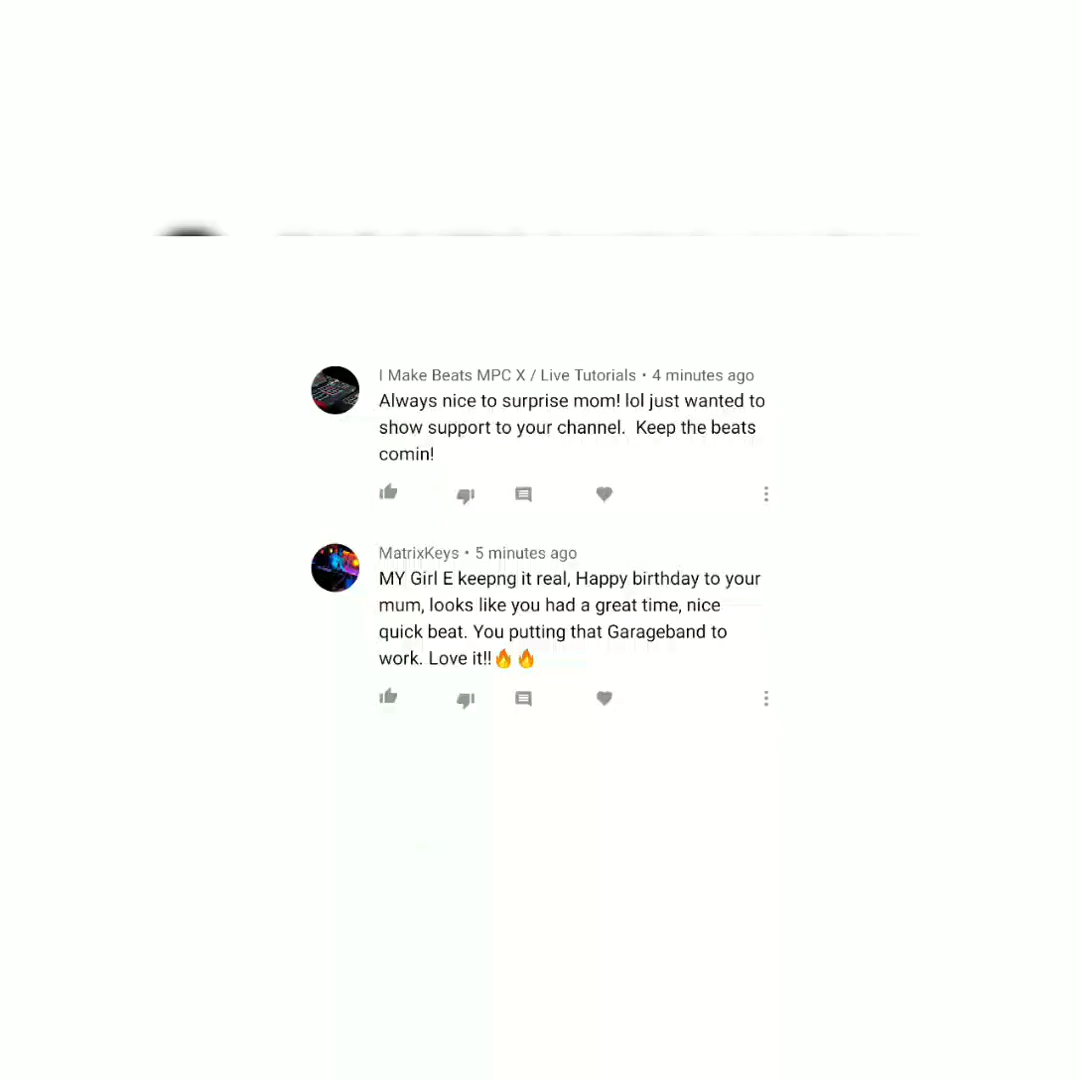 I Make Beats MPC X / Live Tutorials • 4 minutes ago
Always nice to surprise mom! lol just wanted to
show support to your channel.  Keep the beats
comin!
MatrixKeys • 5 minutes ago
MY Girl E keepng it real, Happy birthday to your
mum, looks like you had a great time, nice
quick beat. You putting that Garageband to
work. Love it!!🔥🔥